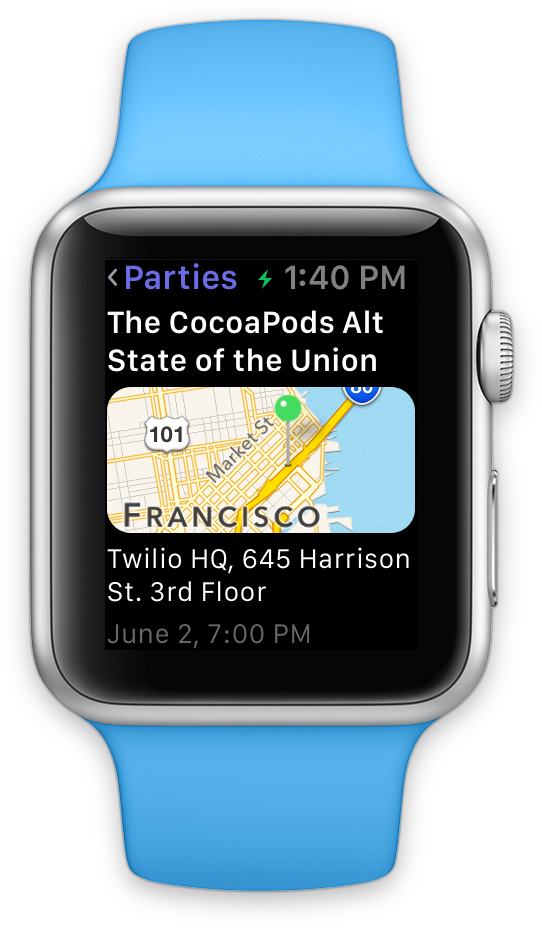 ‹ Parties 1:40 PM
The CocoaPods Alt
State of the Union
80
101
Market St
FRANCISCO
Twilio HQ, 645 Harrison
St. 3rd Floor
June 2, 7:00 PM